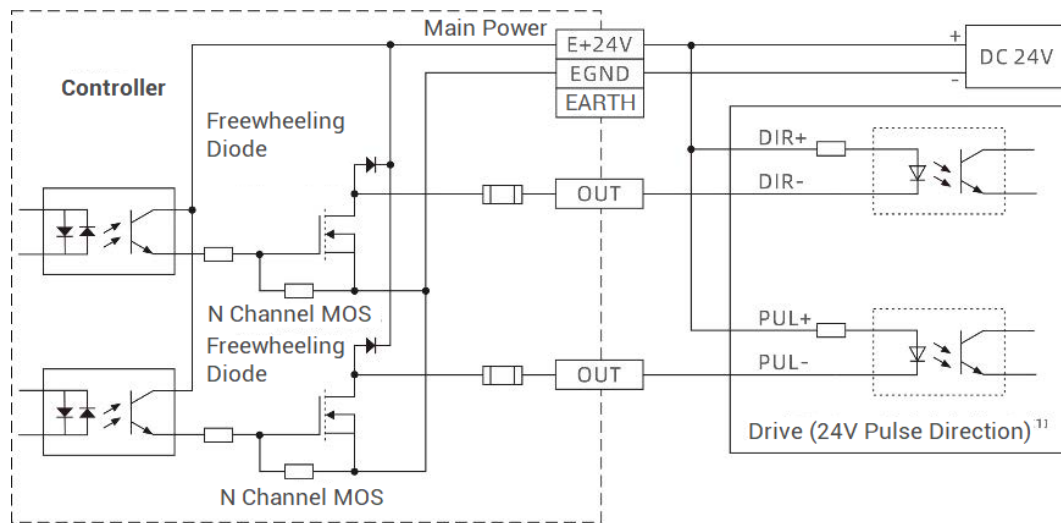 Main Power
E+24V
+
DC 24V
EGND
-
Controller
EARTH
Freewheeling
Diode
DIR+
OUT
DIR-
N Channel MOS
Freewheeling
Diode
PUL+
OUT
PUL-
Drive (24V Pulse Direction) 1]
N Channel MOS